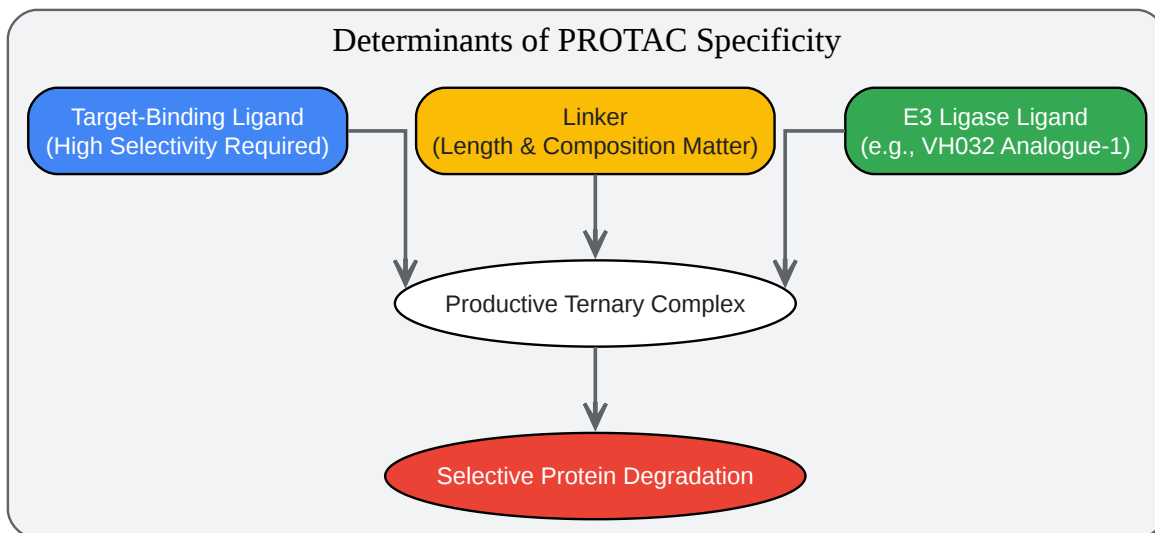 Determinants of PROTAC Specificity
Target-Binding Ligand
(High Selectivity Required)
Linker
(Length & Composition Matter)
E3 Ligase Ligand
(e.g., VH032 Analogue-1)
Productive Ternary Complex
Selective Protein Degradation